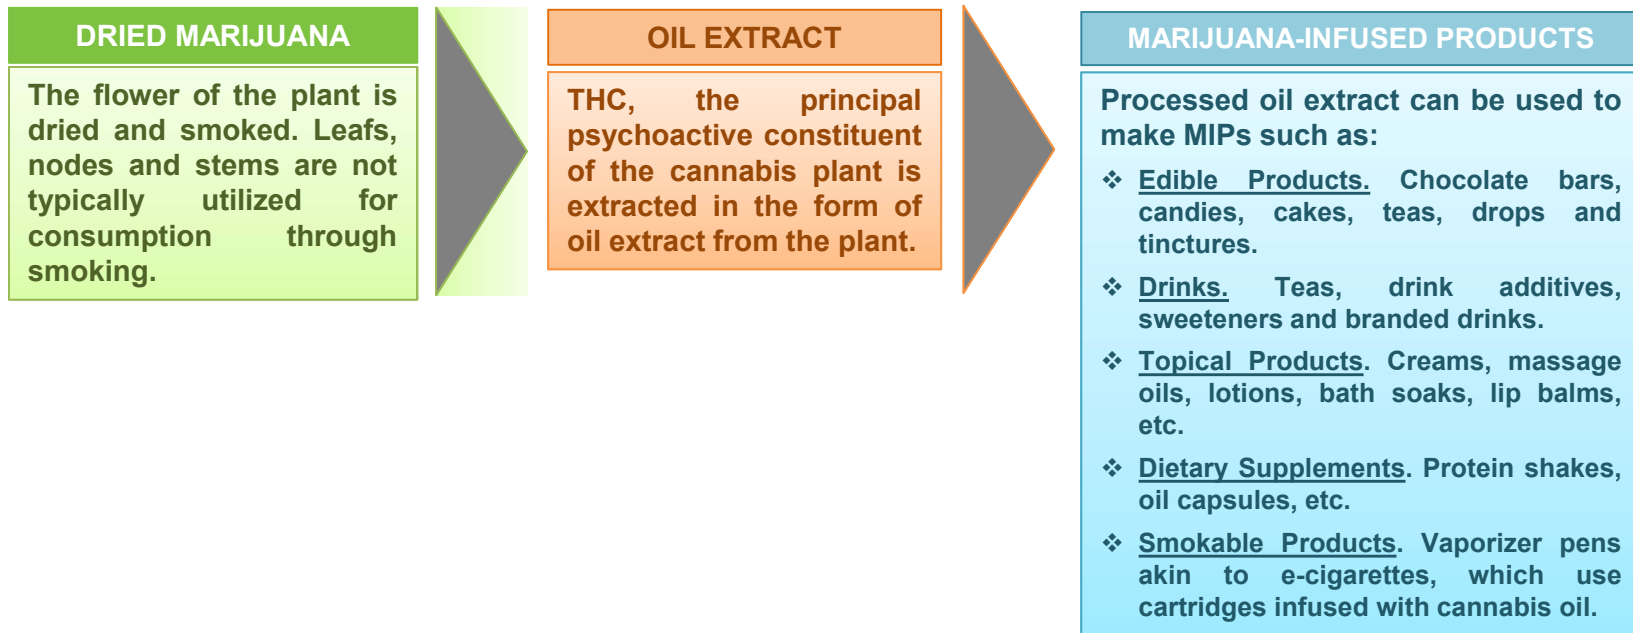 DRIED MARIJUANA
The flower of the plant is
dried and smoked. Leafs,
nodes and stems are not
typically utilized for
consumption through
smoking.
OIL EXTRACT
THC, the principal
psychoactive constituent
of the cannabis plant is
extracted in the form of
oil extract from the plant.
MARIJUANA-INFUSED PRODUCTS
Processed oil extract can be used to
make MIPs such as:
❖ Edible Products. Chocolate bars,
candies, cakes, teas, drops and
tinctures.
❖ Drinks. Teas, drink additives,
sweeteners and branded drinks.
❖ Topical Products. Creams, massage
oils, lotions, bath soaks, lip balms,
etc.
❖ Dietary Supplements. Protein shakes,
oil capsules, etc.
❖ Smokable Products. Vaporizer pens
akin to e-cigarettes, which use
cartridges infused with cannabis oil.